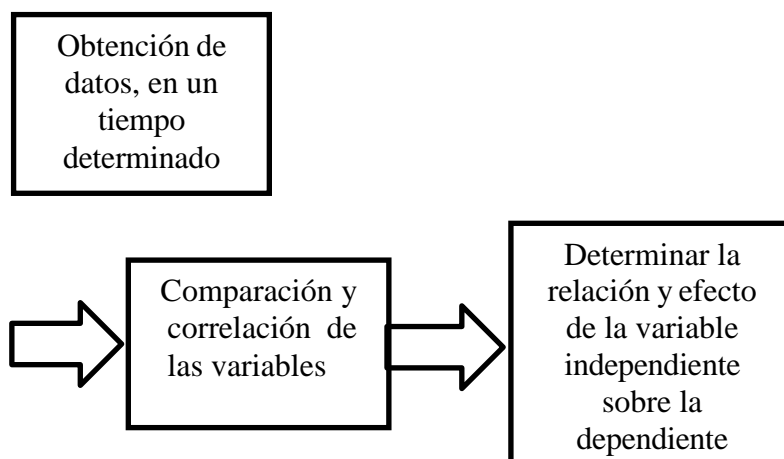 Obtención de
datos, en un
tiempo
determinado
Comparación y
correlación de
las variables
Determinar la
relación y efecto
de la variable
independiente
sobre la
dependiente